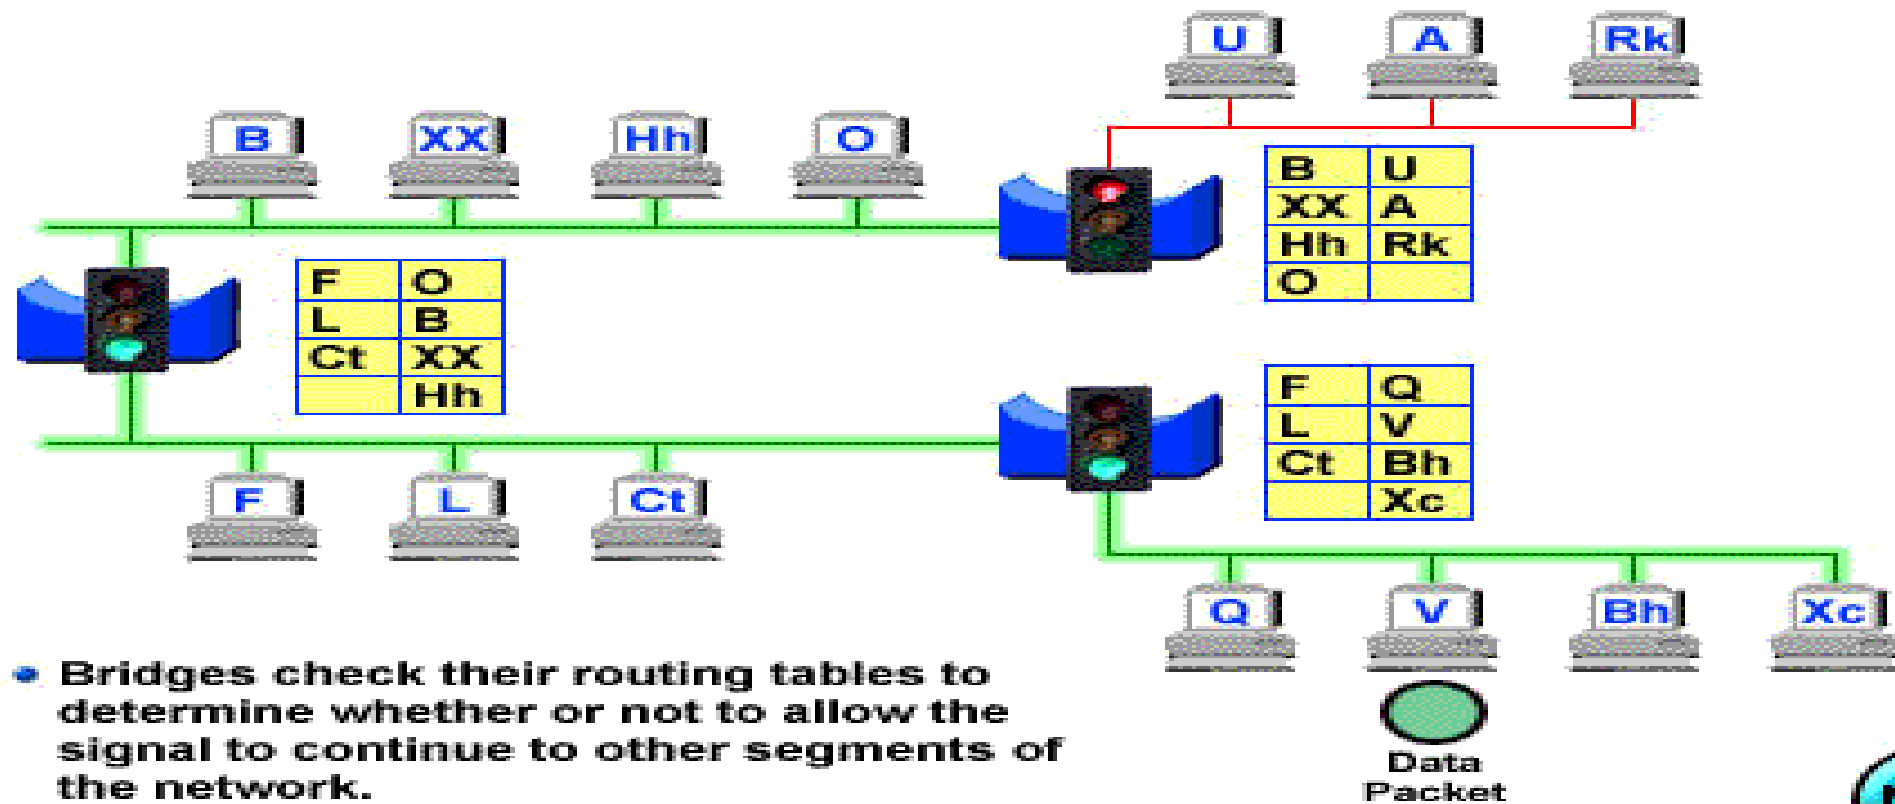 U A Rk
B XX Hh O
B U
XX A
Hh Rk
O
F O
L B
Ct XX
Hh
F Q
L V
Ct Bh
Xc
F L Ct
Q V Bh Xc
Bridges check their routing tables to
determine whether or not to allow the
signal to continue to other segments of
the network.
Data
Packet